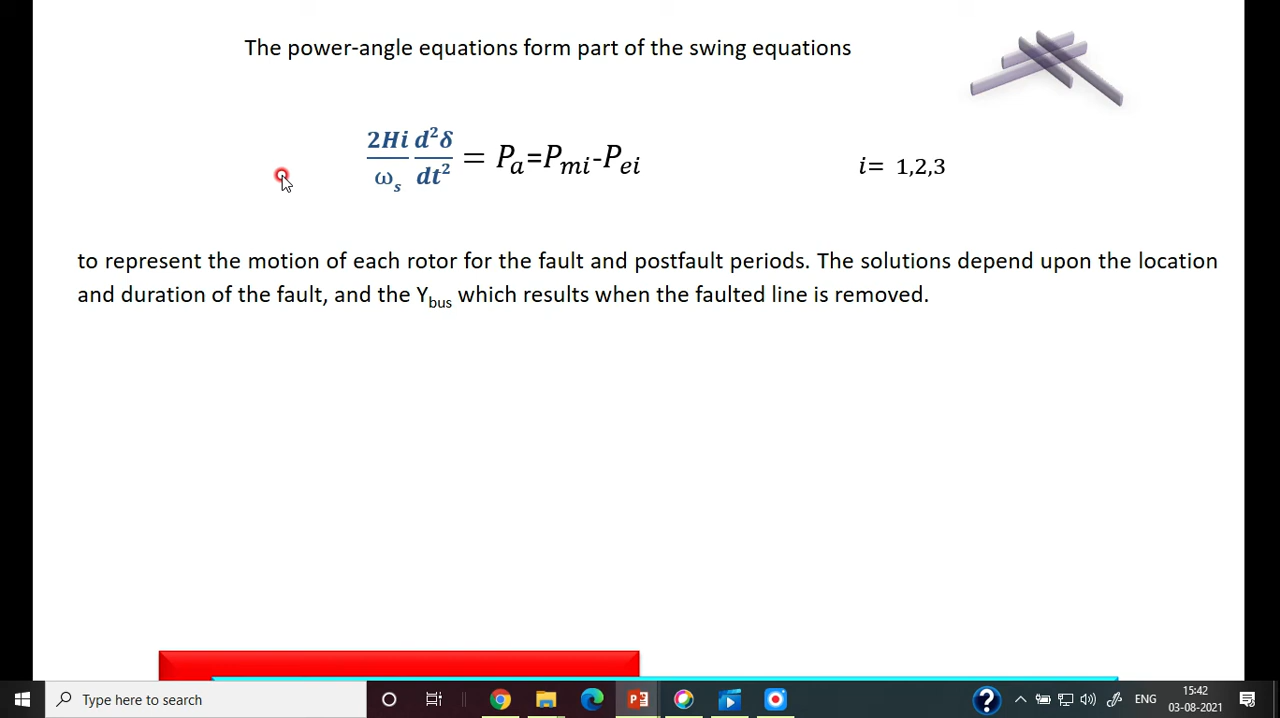 The power-angle equations form part of the swing equations
2Hi/ωₛ d²δ/dt² = Pₐ=Pₘᵢ-Pₑᵢ i= 1,2,3
to represent the motion of each rotor for the fault and postfault periods. The solutions depend upon the location
and duration of the fault, and the Ybus which results when the faulted line is removed.
Type here to search
ENG
15:42
03-08-2021